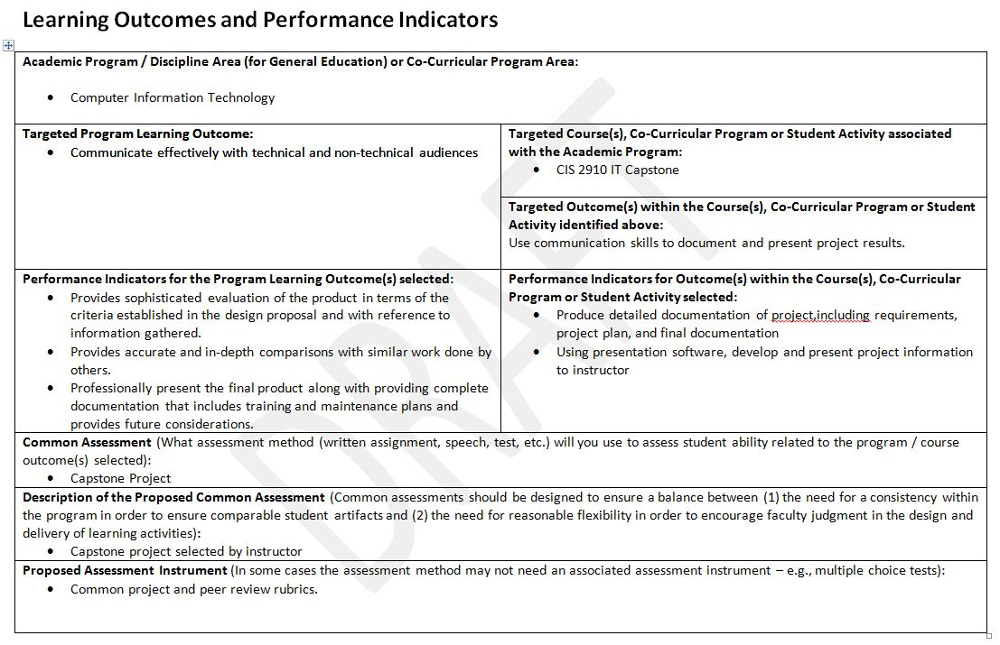 Learning Outcomes and Performance Indicators
Academic Program / Discipline Area (for General Education) or Co-Curricular Program Area:
• Computer Information Technology
Targeted Program Learning Outcome:
• Communicate effectively with technical and non-technical audiences
Targeted Course(s), Co-Curricular Program or Student Activity associated
with the Academic Program:
• CIS 2910 IT Capstone
Targeted Outcome(s) within the Course(s), Co-Curricular Program or Student
Activity identified above:
Use communication skills to document and present project results.
Performance Indicators for the Program Learning Outcome(s) selected:
• Provides sophisticated evaluation of the product in terms of the
criteria established in the design proposal and with reference to
information gathered.
• Provides accurate and in-depth comparisons with similar work done by
others.
• Professionally present the final product along with providing complete
documentation that includes training and maintenance plans and
provides future considerations.
Performance Indicators for Outcome(s) within the Course(s), Co-Curricular
Program or Student Activity selected:
• Produce detailed documentation of project,including requirements,
project plan, and final documentation
• Using presentation software, develop and present project information
to instructor
Common Assessment (What assessment method (written assignment, speech, test, etc.) will you use to assess student ability related to the program / course
outcome(s) selected):
• Capstone Project
Description of the Proposed Common Assessment (Common assessments should be designed to ensure a balance between (1) the need for a consistency within
the program in order to ensure comparable student artifacts and (2) the need for reasonable flexibility in order to encourage faculty judgment in the design and
delivery of learning activities):
• Capstone project selected by instructor
Proposed Assessment Instrument (In some cases the assessment method may not need an associated assessment instrument – e.g., multiple choice tests):
• Common project and peer review rubrics.
DRAFT